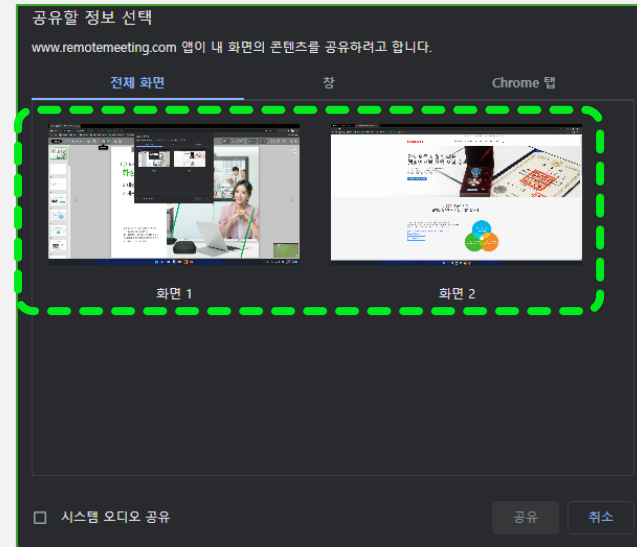 공유할 정보 선택
www.remotemeeting.com 앱이 내 화면의 콘텐츠를 공유하려고 합니다.
전체 화면
창
Chrome 탭
화면 1
화면 2
시스템 오디오 공유
공유
취소